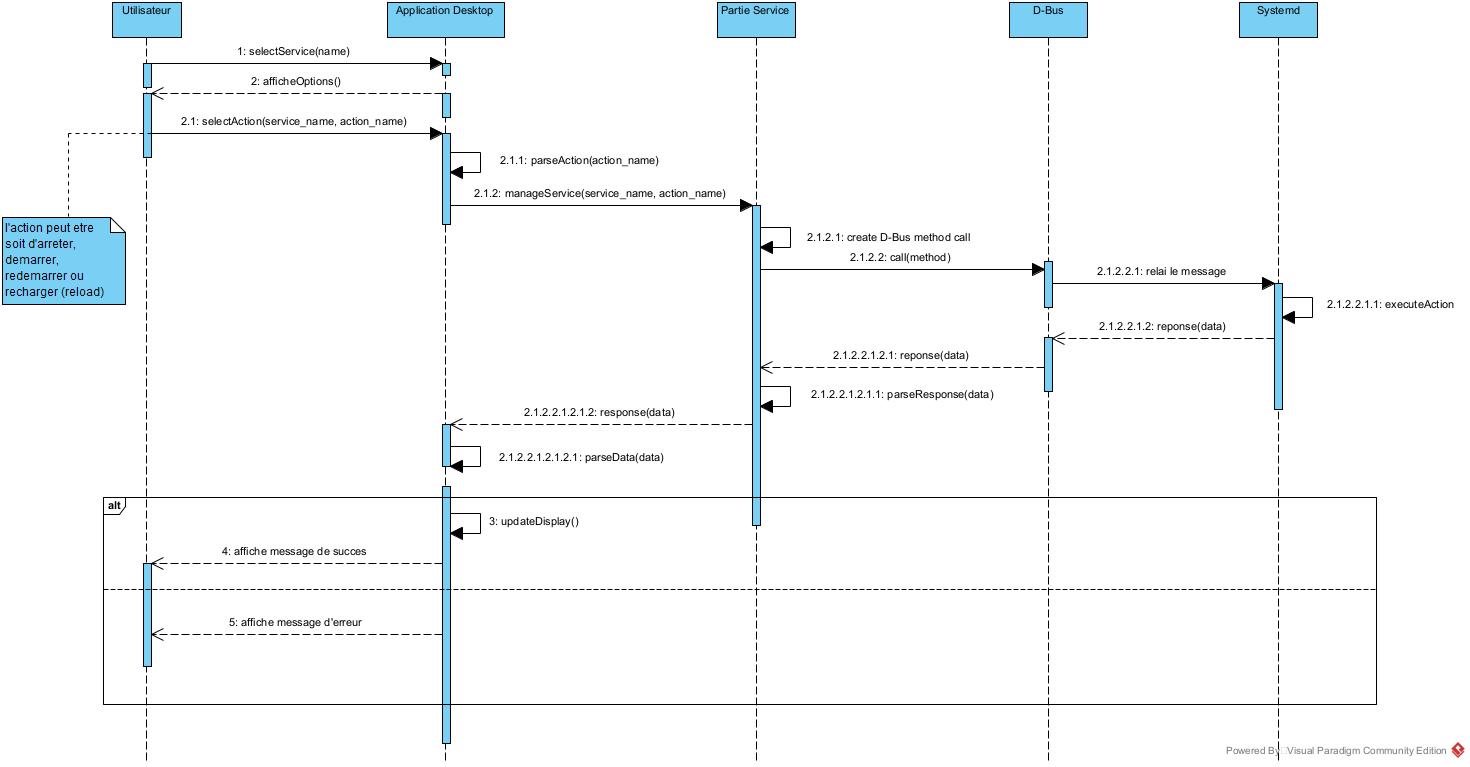 Utilisateur
Application Desktop
Partie Service
D-Bus
Systemd
1: selectService(name)
2: afficheOptions()
2.1: selectAction(service_name, action_name)
2.1.1: parseAction(action_name)
2.1.2: manageService(service_name, action_name)
l'action peut etre
soit d'arreter,
demarrer,
redemarrer ou
recharger (reload)
2.1.2.1: create D-Bus method call
2.1.2.2: call(method)
2.1.2.2.1: relai le message
2.1.2.2.1.1: executeAction
2.1.2.2.1.2: reponse(data)
2.1.2.2.1.2.1: reponse(data)
2.1.2.2.1.2.1.1: parseResponse(data)
2.1.2.2.1.2.1.2: response(data)
2.1.2.2.1.2.1.2.1: parseData(data)
alt
3: updateDisplay()
4: affiche message de succes
5: affiche message d'erreur
Powered By Visual Paradigm Community Edition